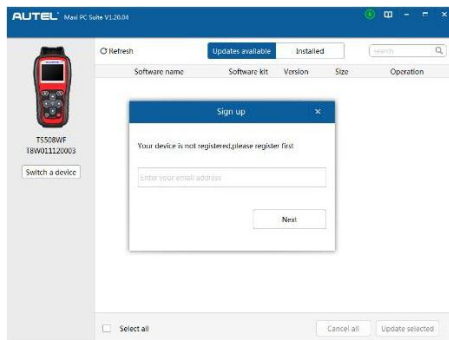 AUTEL Maxi PC Suite V1.20.04
Refresh
Updates available
Installed
Search
Software name Software kit Version Size Operation
Sign up ×
Your device is not registered,please register first
Enter your email address
Next
TS508WF
T8W011120003
Switch a device
Select all
Cancel all
Update selected